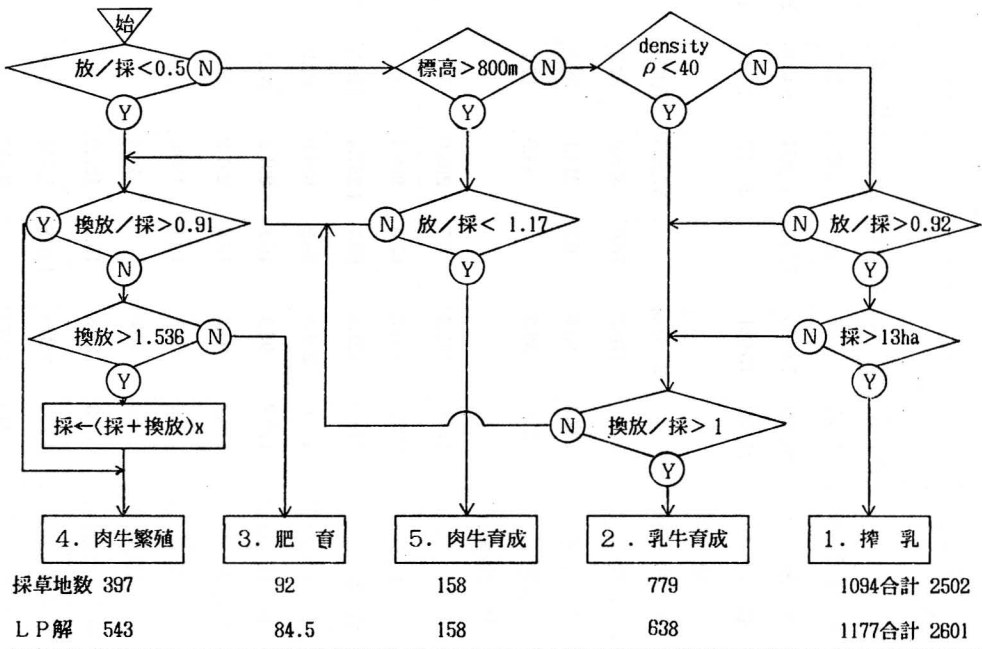 始
放／採＜0.5 N 標高＞800m N density
ρ＜40 N
Y Y Y
Y 換放／採＞0.91 N 放／採＜ 1.17 N 放／採＞0.92
N Y Y
換放＞1.536 N N 採＞13ha
Y Y
採←(採＋換放)x N 換放／採＞1
Y
4．肉牛繁殖 3．肥 育 5．肉牛育成 2．乳牛育成 1．搾 乳
採草地数 397 92 158 779 1094合計 2502
ＬＰ解 543 84.5 158 638 1177合計 2601